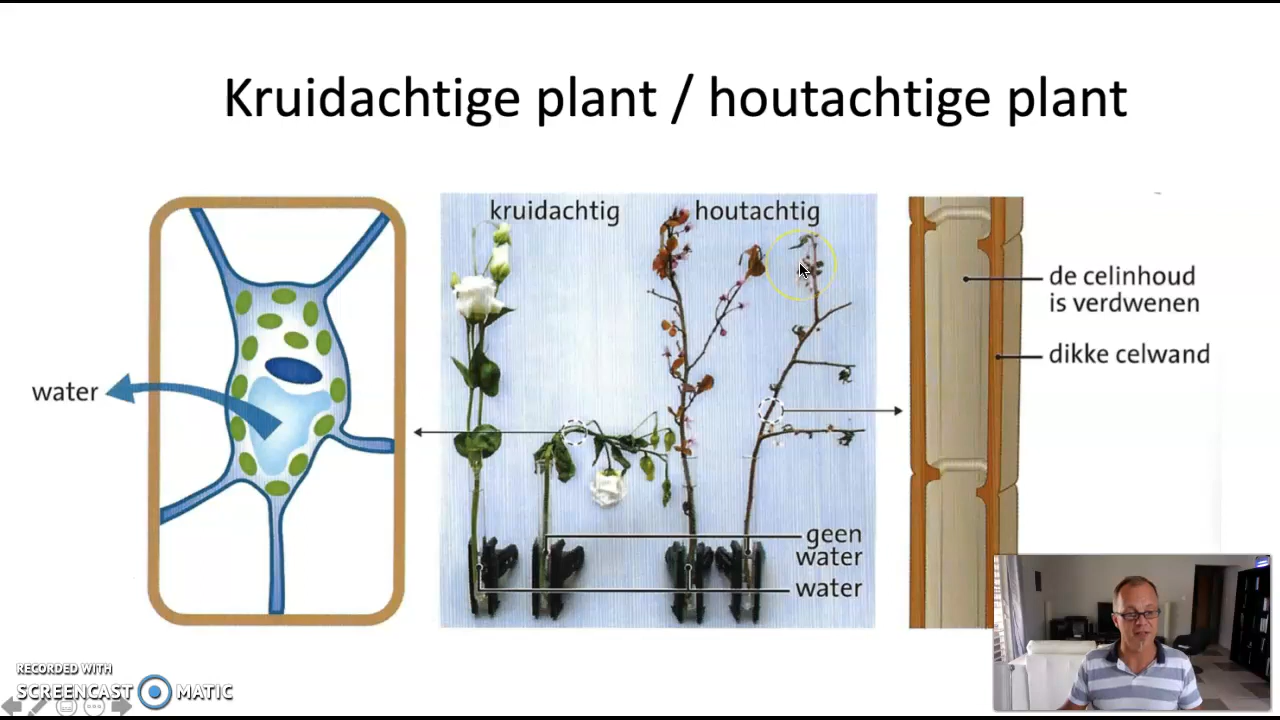 Kruidachtige plant / houtachtige plant
kruidachtig
houtachtig
water
geen
water
water
de celinhoud
is verdwenen
dikke celwand
RECORDED WITH
SCREENCAST MATIC